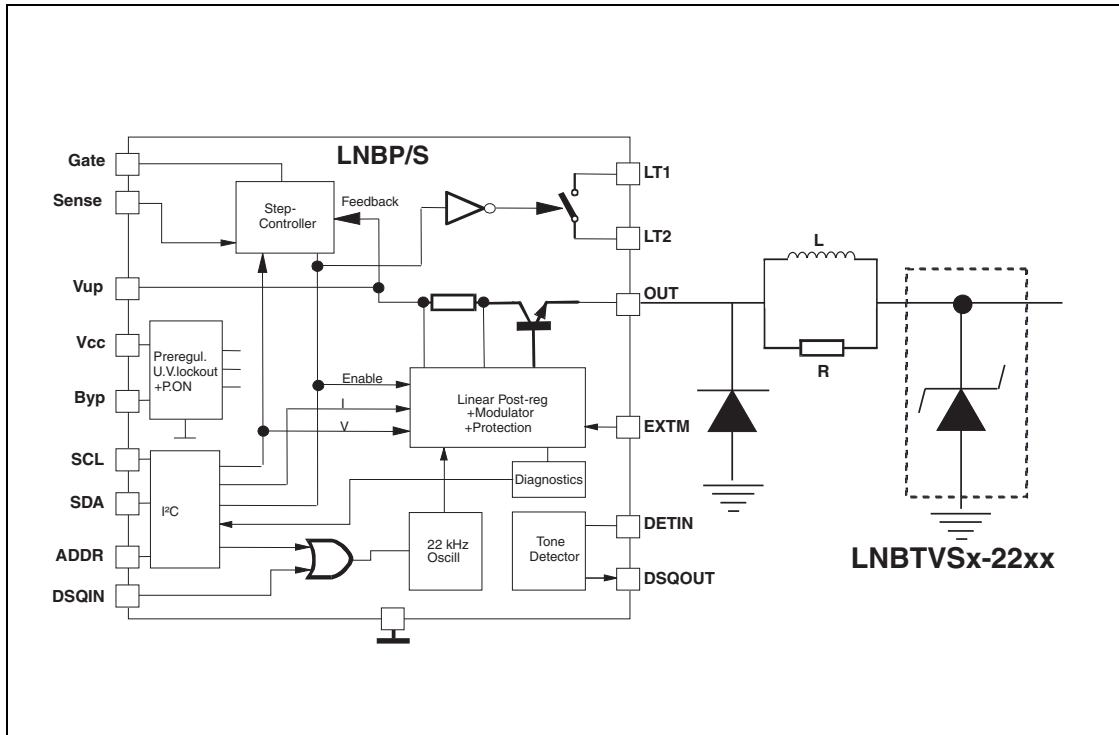 LNBP/S
Gate
Sense
Vup
Vcc
Byp
SCL
SDA
ADDR
DSQIN
Step-
Controller
Feedback
Preregul.
U.V.lockout
+P.ON
Enable
I
V
I²C
Linear Post-reg
+Modulator
+Protection
Diagnostics
22 kHz
Oscill
Tone
Detector
LT1
LT2
OUT
EXTM
DETIN
DSQOUT
L
R
LNBTVSx-22xx